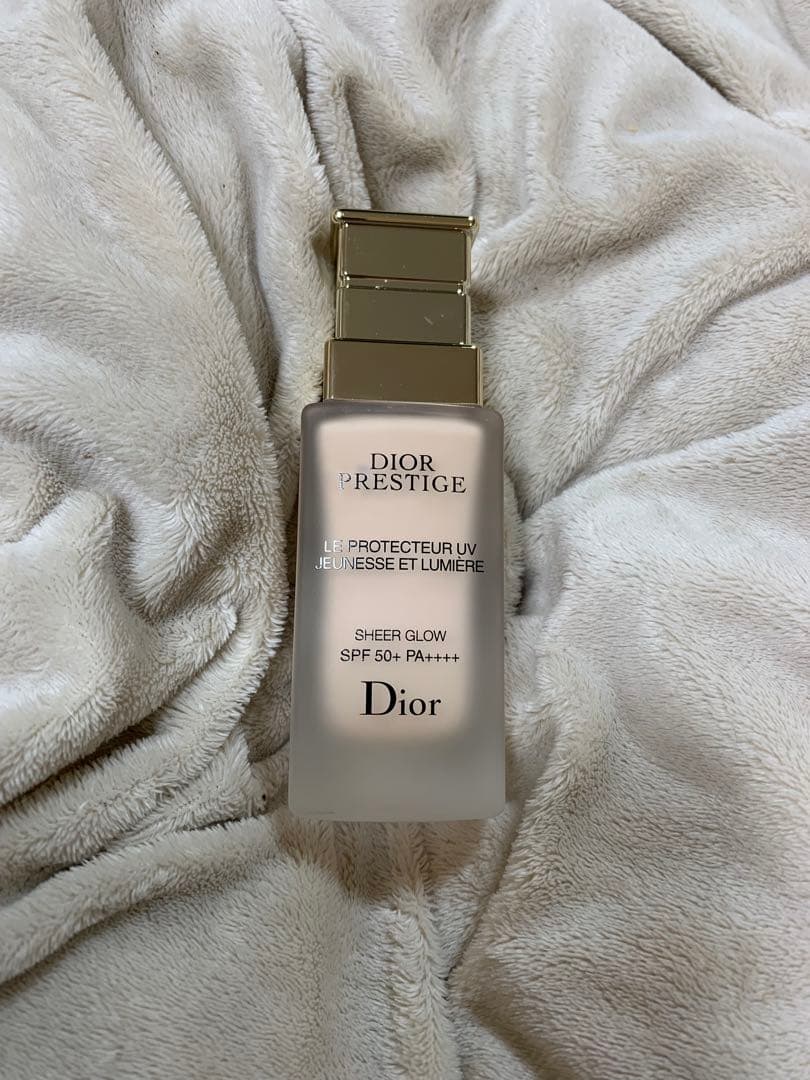 DIOR
PRESTIGE
LE PROTECTEUR UV
JEUNESSE ET LUMIÈRE
SHEER GLOW
SPF 50+ PA++++
Dior